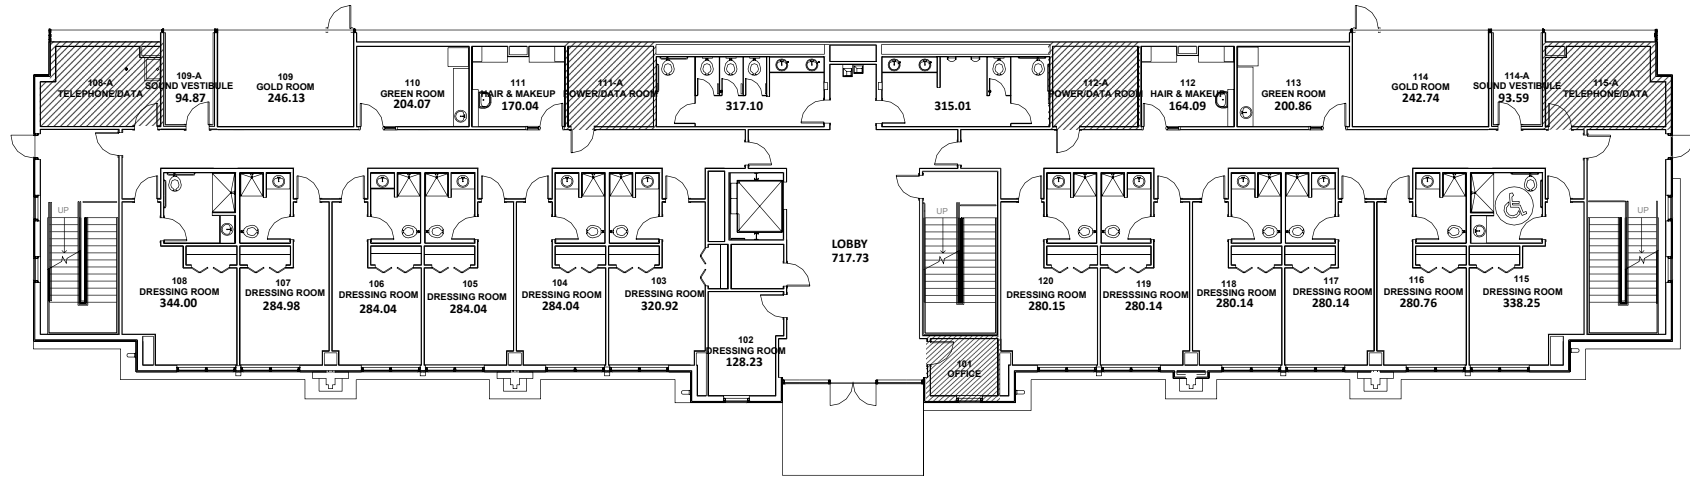 108-A
TELEPHONE/DATA
109-A
SOUND VESTIBULE
94.87
109
GOLD ROOM
246.13
110
GREEN ROOM
204.07
111
HAIR & MAKEUP
170.04
111-A
POWER/DATA ROOM
317.10
315.01
112-A
POWER/DATA ROOM
112
HAIR & MAKEUP
164.09
113
GREEN ROOM
200.86
114
GOLD ROOM
242.74
114-A
SOUND VESTIBULE
93.59
115-A
TELEPHONE/DATA
UP
108
DRESSING ROOM
344.00
107
DRESSING ROOM
284.98
106
DRESSING ROOM
284.04
105
DRESSING ROOM
284.04
104
DRESSING ROOM
284.04
103
DRESSING ROOM
320.92
102
DRESSING ROOM
128.23
LOBBY
717.73
UP
101
OFFICE
120
DRESSING ROOM
280.15
119
DRESSSING ROOM
280.14
118
DRESSING ROOM
280.14
117
DRESSING ROOM
280.14
116
DRESSING ROOM
280.76
115
DRESSING ROOM
338.25
UP